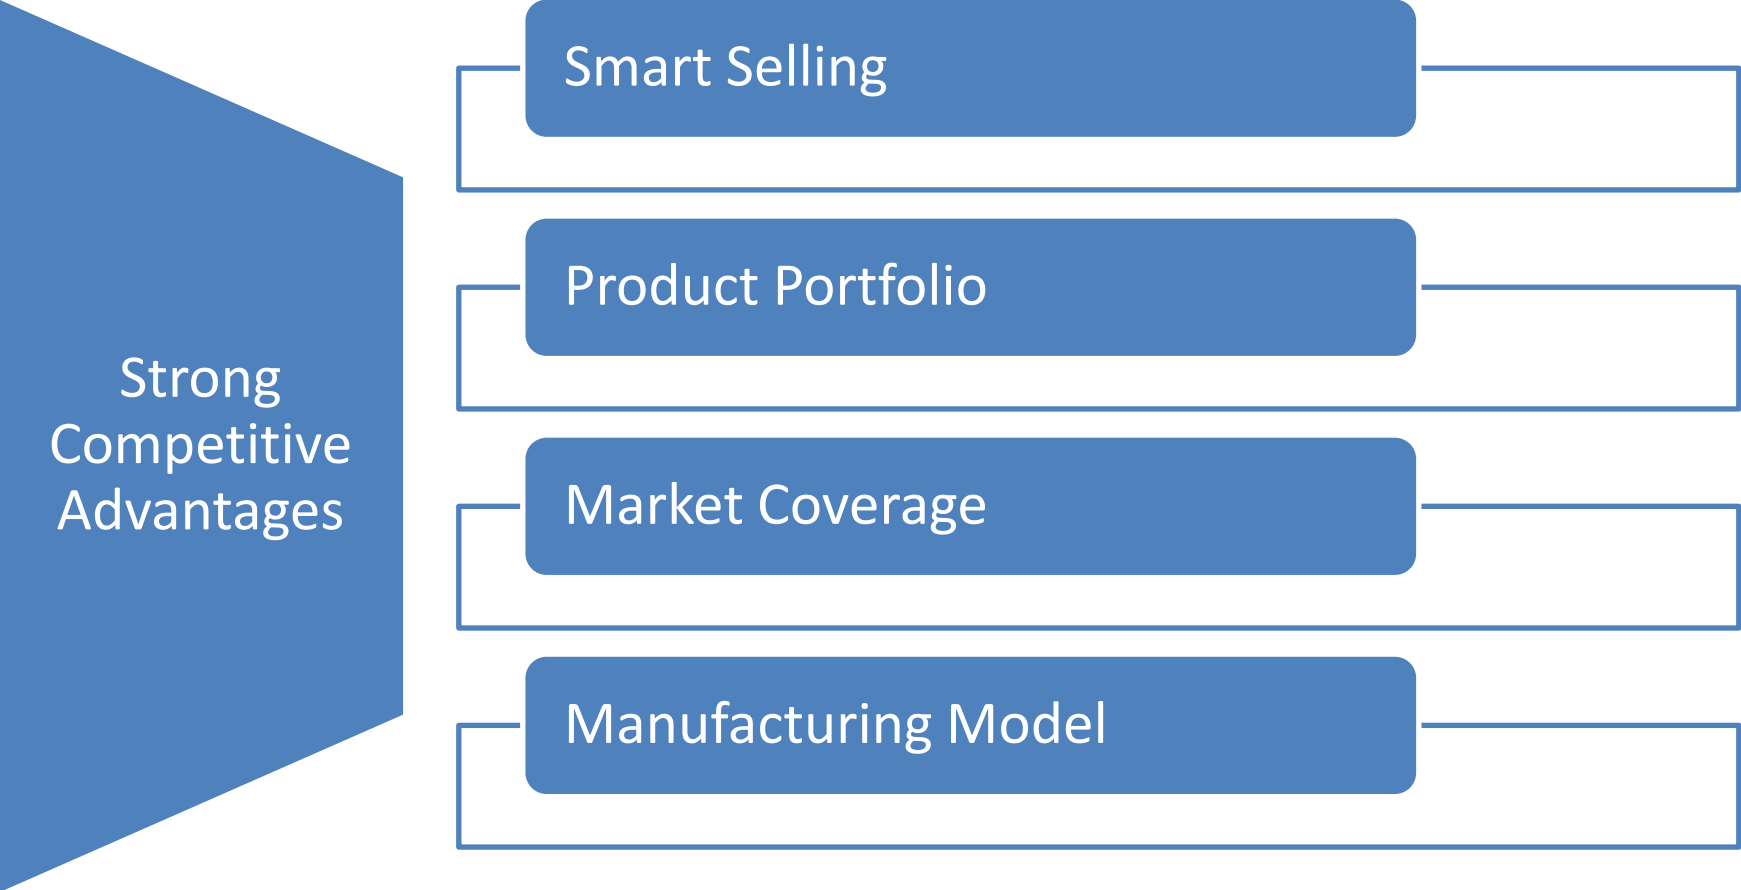 Strong
Competitive
Advantages
Smart Selling
Product Portfolio
Market Coverage
Manufacturing Model